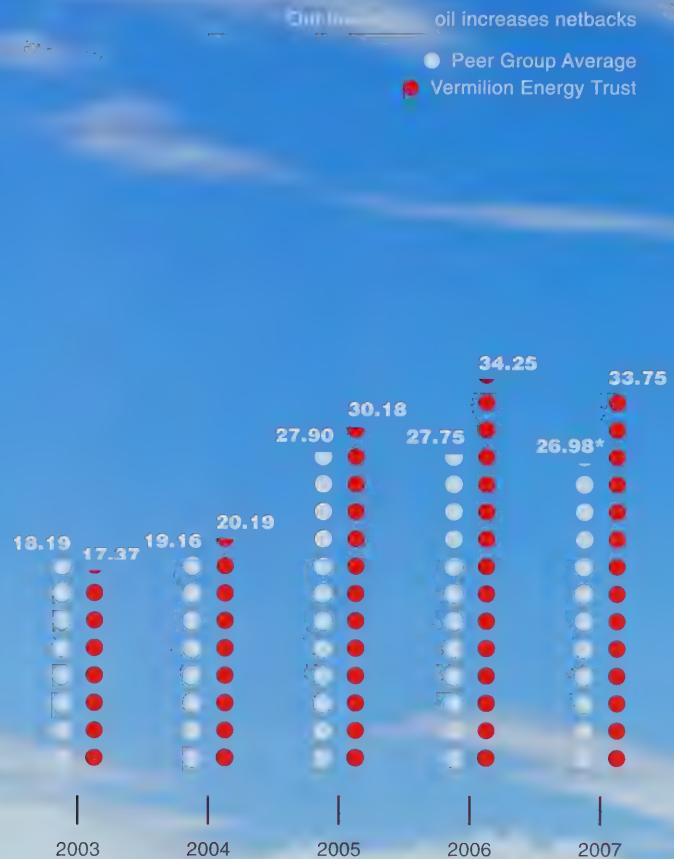 oil increases netbacks
Peer Group Average
Vermilion Energy Trust
34.25
33.75
30.18
27.90
27.75
26.98*
20.19
18.19
17.37
19.16
2003 2004 2005 2006 2007